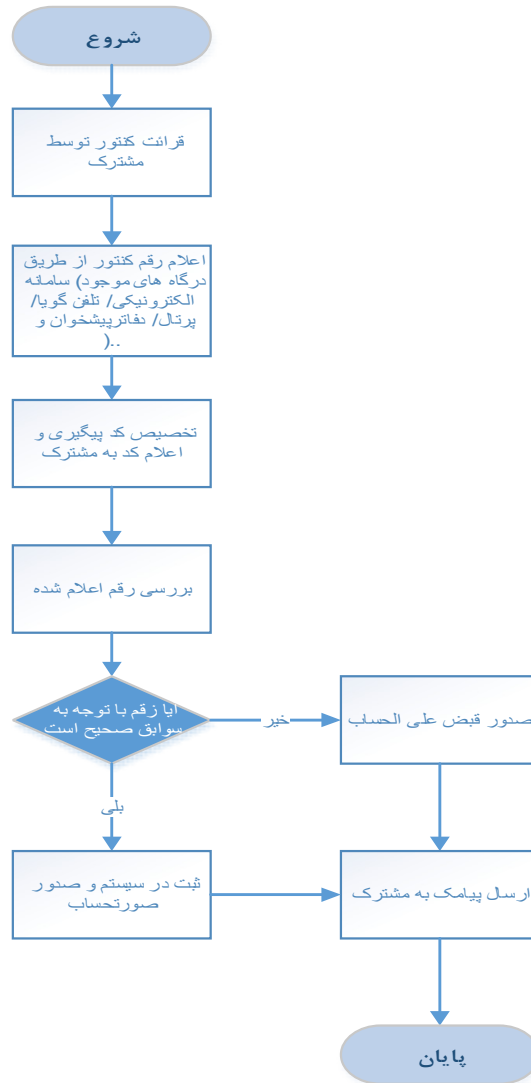 شروع
قرائت کنتور توسط
مشترک
اعلام رقم کنتور از طریق
درگاه های موجود) سامانه
الکترونیکی/ تلفن گویا/
پرتال/ دفاترپیشخوان و
..(
تخصیص کد پیگیری و
اعلام کد به مشترک
بررسی رقم اعلام شده
آیا رقم با توجه به
سوابق صحیح است
خیر
صدور قبض علی الحساب
بلی
ثبت در سیستم و صدور
صورتحساب
ارسال پیامک به مشترک
پایان